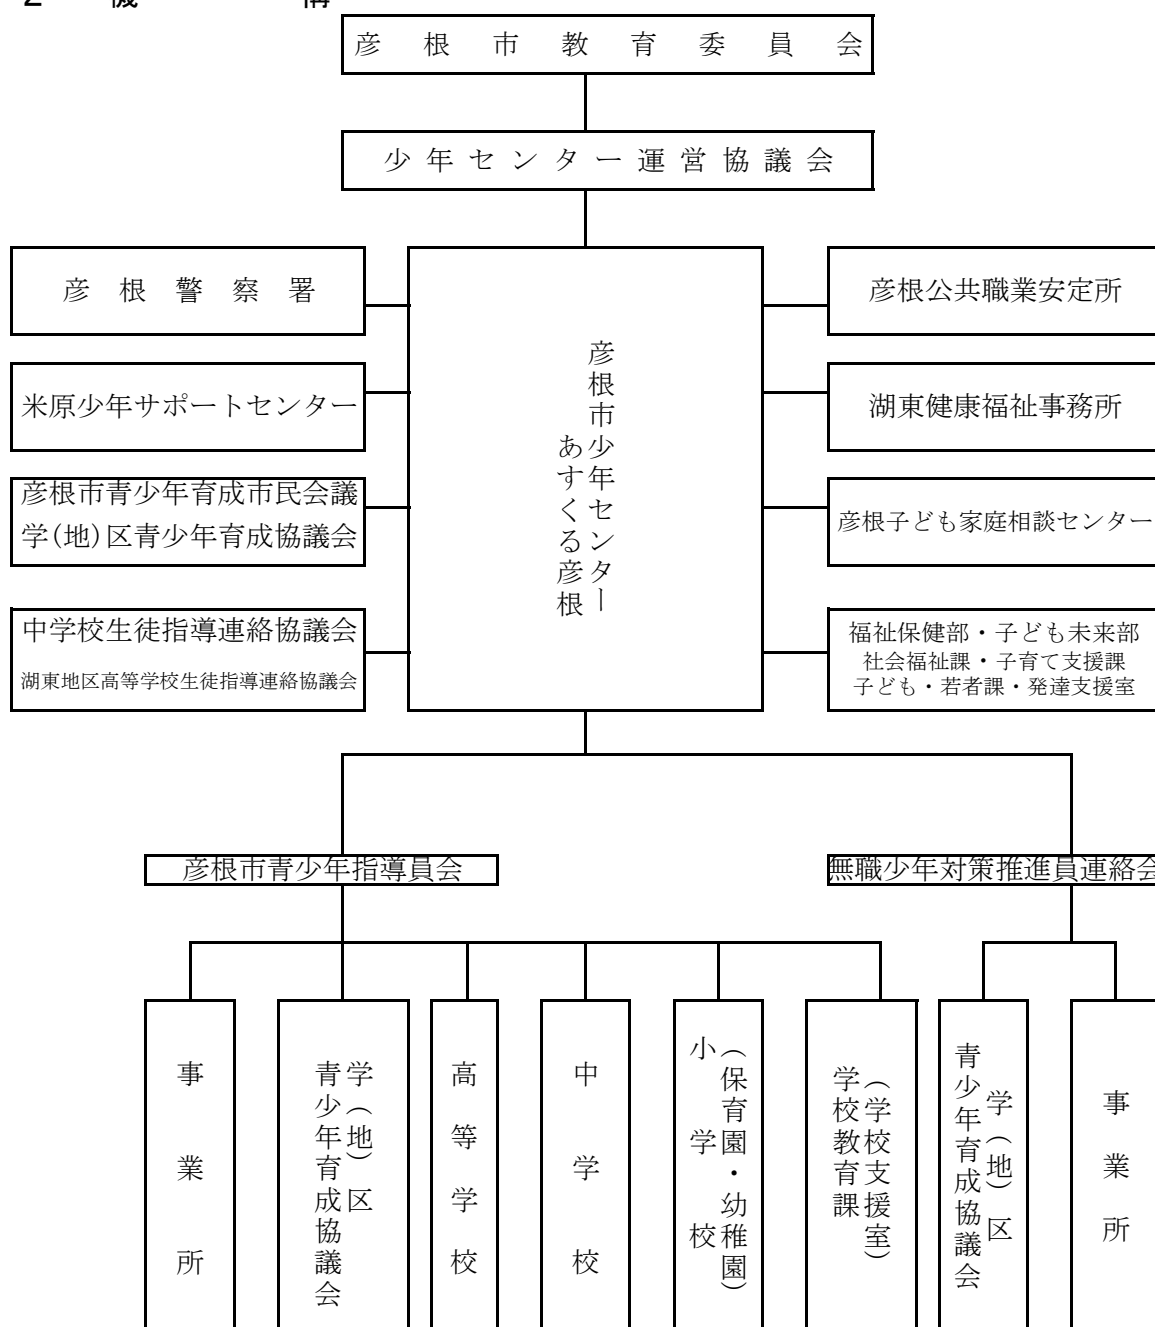 2 機 構
彦根市教育委員会
少年センター運営協議会
彦根警察署
米原少年サポートセンター
彦根市青少年育成市民会議
学(地)区青少年育成協議会
中学校生徒指導連絡協議会
湖東地区高等学校生徒指導連絡協議会
彦根市少年センター
あすくる彦根
彦根公共職業安定所
湖東健康福祉事務所
彦根子ども家庭相談センター
福祉保健部・子ども未来部
社会福祉課・子育て支援課
子ども・若者課・発達支援室
彦根市青少年指導員会
無職少年対策推進員連絡会
事業所
学(地)区
青少年育成協議会
高等学校
中学校
小学校
(保育園・幼稚園)
学校教育課
(学校支援室)
学(地)区
青少年育成協議会
事業所